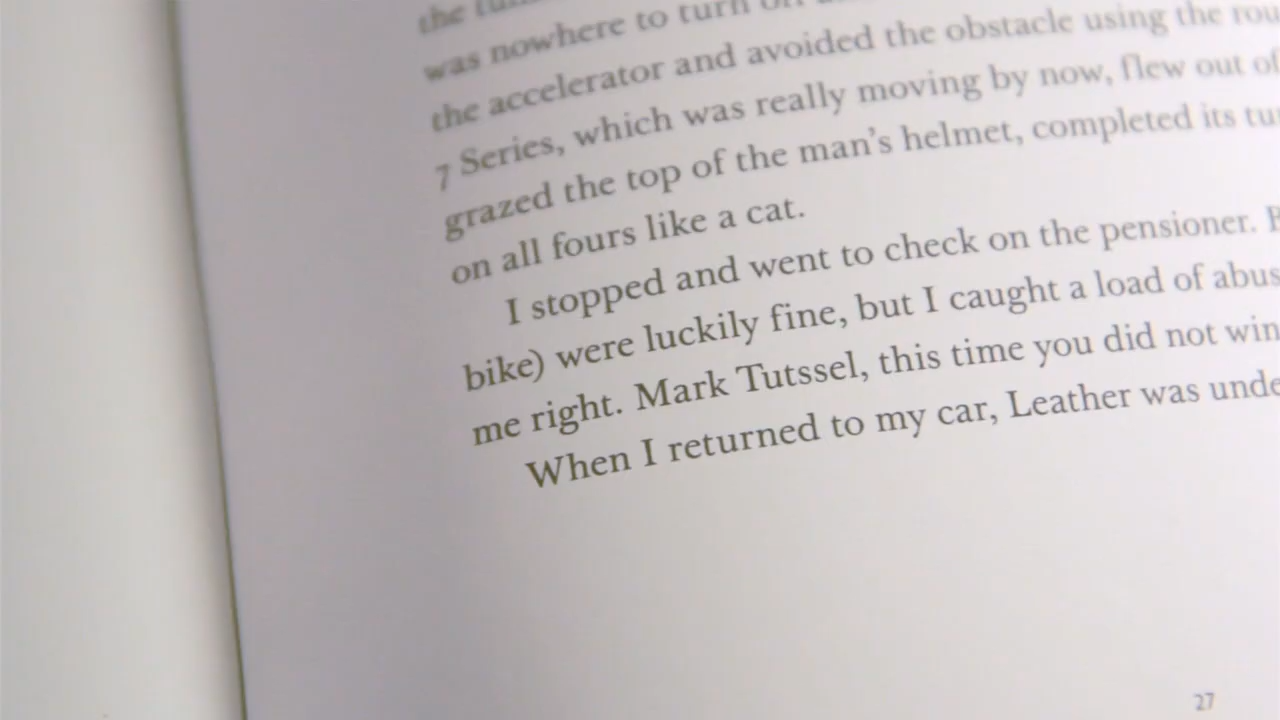 the
was nowhere to turn
the accelerator and avoided the obstacle using the
7 Series, which was really moving by now, flew out of
grazed the top of the man's helmet, completed its
on all fours like a cat.
I stopped and went to check on the pensioner.
bike) were luckily fine, but I caught a load of
me right. Mark Tutssel, this time you did not win
When I returned to my car, Leather was
27